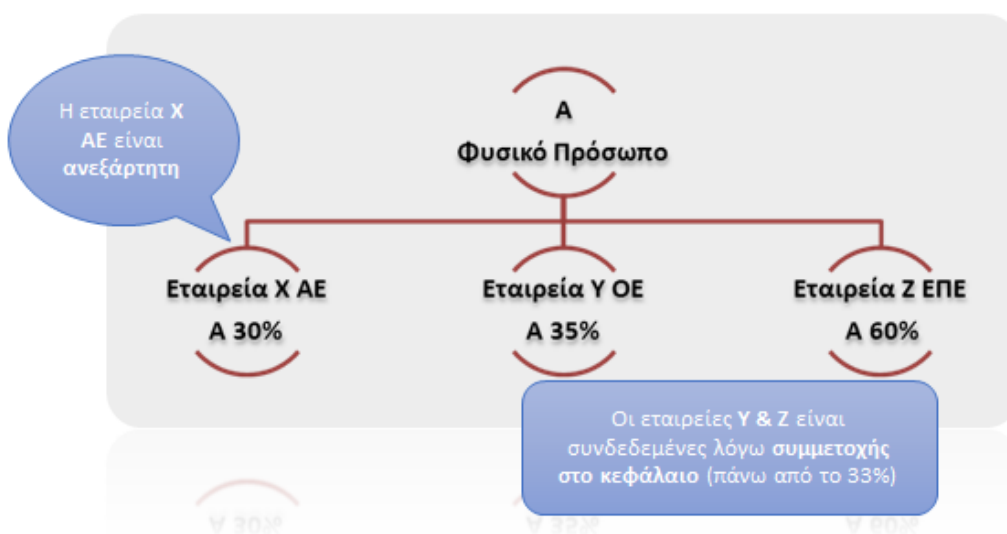 Η εταιρεία Χ
ΑΕ είναι
ανεξάρτητη
Α
Φυσικό Πρόσωπο
Εταιρεία Χ ΑΕ
Α 30%
Εταιρεία Υ ΟΕ
Α 35%
Εταιρεία Ζ ΕΠΕ
Α 60%
Οι εταιρείες Υ & Ζ είναι
συνδεδεμένες λόγω συμμετοχής
στο κεφάλαιο (πάνω από το 33%)